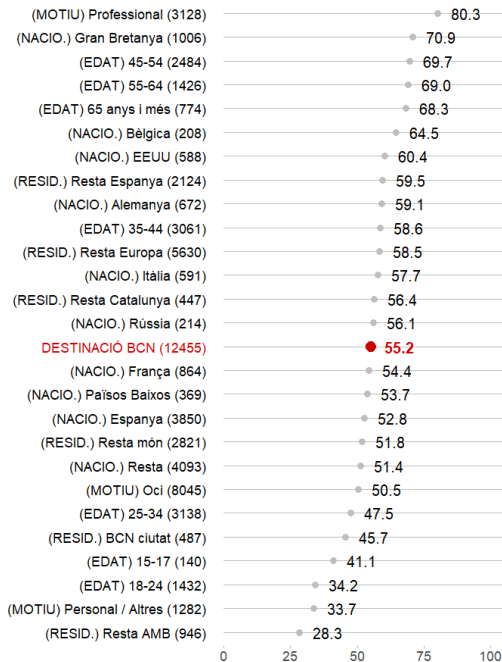 (MOTIU) Professional (3128) 80.3
(NACIO.) Gran Bretanya (1006) 70.9
(EDAT) 45-54 (2484) 69.7
(EDAT) 55-64 (1426) 69.0
(EDAT) 65 anys i més (774) 68.3
(NACIO.) Bèlgica (208) 64.5
(NACIO.) EEUU (588) 60.4
(RESID.) Resta Espanya (2124) 59.5
(NACIO.) Alemanya (672) 59.1
(EDAT) 35-44 (3061) 58.6
(RESID.) Resta Europa (5630) 58.5
(NACIO.) Itàlia (591) 57.7
(RESID.) Resta Catalunya (447) 56.4
(NACIO.) Rússia (214) 56.1
DESTINACIÓ BCN (12455) 55.2
(NACIO.) França (864) 54.4
(NACIO.) Països Baixos (369) 53.7
(NACIO.) Espanya (3850) 52.8
(RESID.) Resta món (2821) 51.8
(NACIO.) Resta (4093) 51.4
(MOTIU) Oci (8045) 50.5
(EDAT) 25-34 (3138) 47.5
(RESID.) BCN ciutat (487) 45.7
(EDAT) 15-17 (140) 41.1
(EDAT) 18-24 (1432) 34.2
(MOTIU) Personal / Altres (1282) 33.7
(RESID.) Resta AMB (946) 28.3
0 25 50 75 100